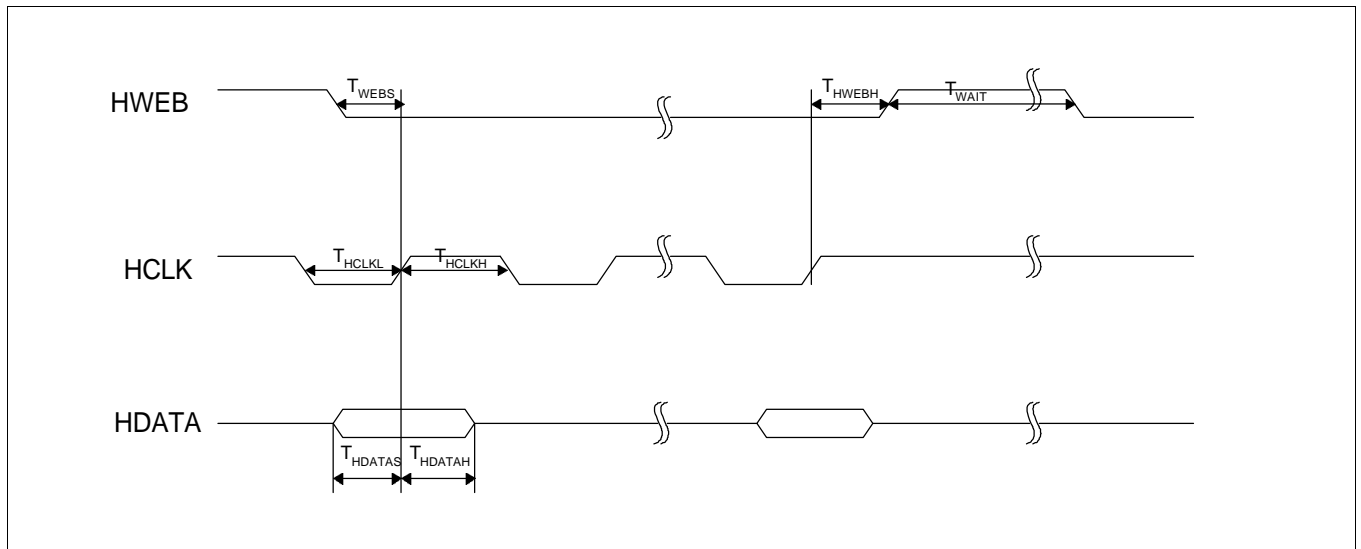 HWEB
T_WEBS
T_HWEBH
T_WAIT
HCLK
T_HCLKL
T_HCLKH
HDATA
T_HDATAS
T_HDATAH